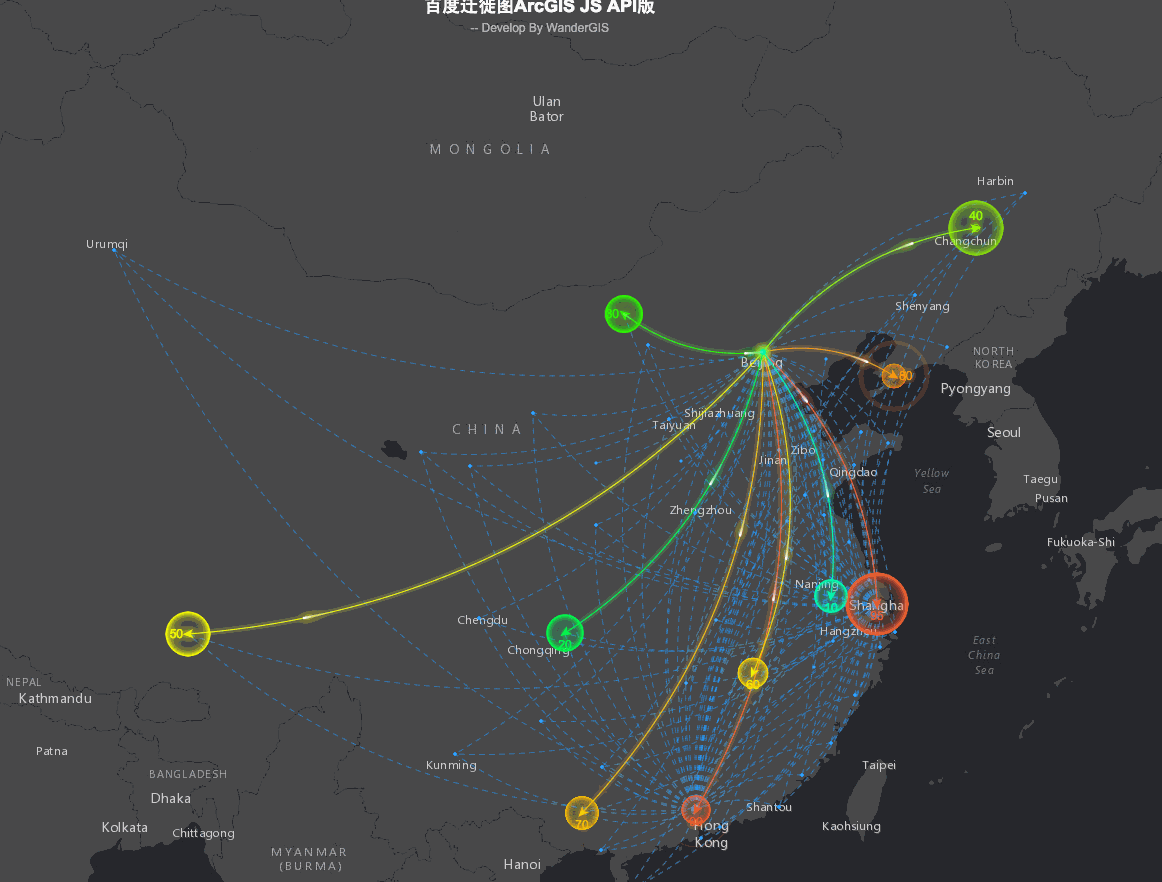 百度迁徙图ArcGIS JS API版
-- Develop By WanderGIS
Ulan
Bator
MONGOLIA
Harbin
40
Changchun
Urumqi
Shenyang
30
NORTH
KOREA
Beijing
80
Pyongyang
Shijiazhuang
CHINA
Taiyuan
Seoul
Zibo
Jinan
Qingdao
Yellow
Sea
Taegu
Pusan
Zhengzhou
Fukuoka-Shi
Nanjing
10
Shanghai
Chengdu
50
Hangzhou
20
Chongqing
East
China
Sea
60
NEPAL
Kathmandu
Patna
Kunming
Taipei
BANGLADESH
Dhaka
Shantou
70
Hong
Kong
Kaohsiung
Kolkata
Chittagong
MYANMAR
(BURMA)
Hanoi